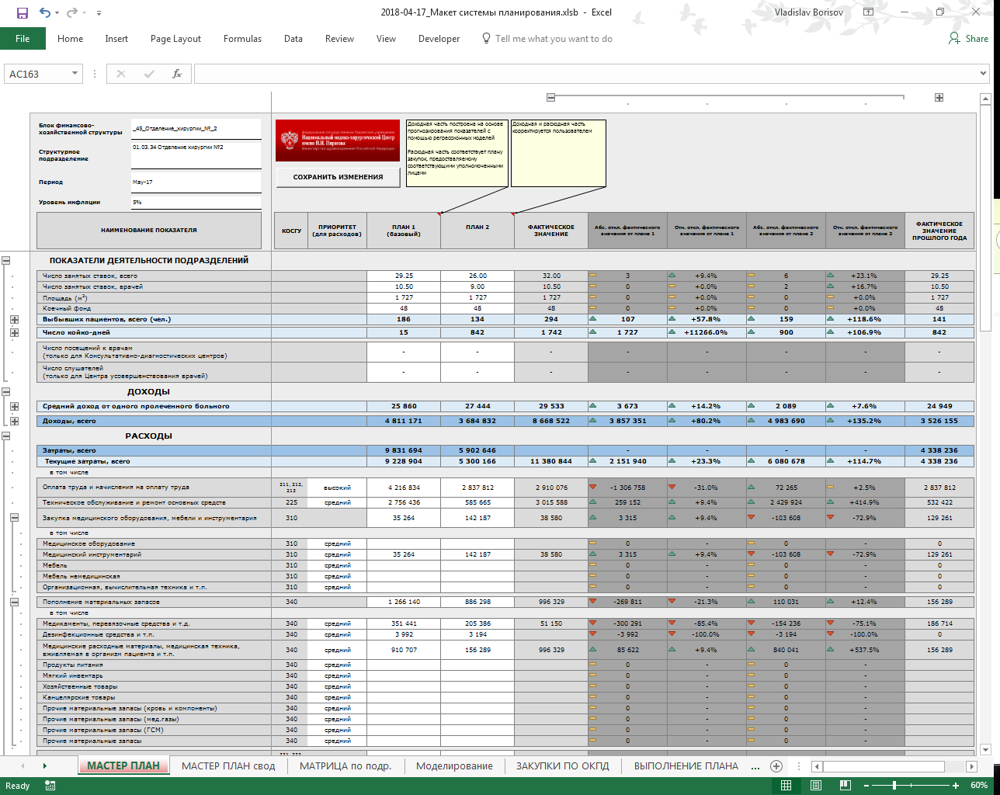 2018-04-17_Макет системы планирования.xlsb - Excel
Vladislav Borisov
File Home Insert Page Layout Formulas Data Review View Developer Tell me what you want to do Share
AC163 fx
Блок финансово-хозяйственной структуры _45_Отделение_хирургии_№_2
Структурное подразделение 01.03.34 Отделение хирургии №2
Период May-17
Уровень инфляции 5%
Федеральное государственное бюджетное учреждение
Национальный медико-хирургический Центр
имени Н.И. Пирогова
Министерства здравоохранения Российской Федерации
СОХРАНИТЬ ИЗМЕНЕНИЯ
Доходная часть построена на основе
прогнозирования показателей с
помощью регрессионных моделей
Расходная часть соответствует плану
закупок, предоставляемому
соответствующими уполномоченными
лицами
Доходная и расходная часть
корректируется пользователем
НАИМЕНОВАНИЕ ПОКАЗАТЕЛЯ КОСГУ ПРИОРИТЕТ (для расходов) ПЛАН 1 (базовый) ПЛАН 2 ФАКТИЧЕСКОЕ ЗНАЧЕНИЕ Абс. откл. фактического значения от плана 1 Отн. откл. фактического значения от плана 1 Абс. откл. фактического значения от плана 2 Отн. откл. фактического значения от плана 2 ФАКТИЧЕСКОЕ ЗНАЧЕНИЕ ПРОШЛОГО ГОДА
ПОКАЗАТЕЛИ ДЕЯТЕЛЬНОСТИ ПОДРАЗДЕЛЕНИЙ
Число занятых ставок, всего 29.25 26.00 32.00 3 +9.4% 6 +23.1% 29.25
Число занятых ставок, врачей 10.50 9.00 10.50 0 +0.0% 2 +16.7% 10.50
Площадь (м²) 1 727 1 727 1 727 0 +0.0% 0 +0.0% 1 727
Коечный фонд 48 48 48 0 +0.0% 0 +0.0% 48
Выбывших пациентов, всего (чел.) 186 134 294 107 +57.8% 159 +118.6% 141
Число койко-дней 15 842 1 742 1 727 +11266.0% 900 +106.9% 842
Число посещений к врачам
(только для Консультативно-диагностических центров) - - - - - - - -
Число слушателей
(только для Центра усовершенствования врачей) - - - - - - - -
ДОХОДЫ
Средний доход от одного пролеченного больного 25 860 27 444 29 533 3 673 +14.2% 2 089 +7.6% 24 949
Доходы, всего 4 811 171 3 684 832 8 668 522 3 857 351 +80.2% 4 983 690 +135.2% 3 526 155
РАСХОДЫ
Затраты, всего 9 831 694 5 902 646 - - - - 4 338 236
Текущие затраты, всего 9 228 904 5 300 166 11 380 844 2 151 940 +23.3% 6 080 678 +114.7% 4 338 236
в том числе
Оплата труда и начисления на оплату труда 211, 212, 213 высокий 4 216 834 2 837 812 2 910 076 -1 306 758 -31.0% 72 265 +2.5% 2 837 812
Техническое обслуживание и ремонт основных средств 225 средний 2 756 436 585 665 3 015 588 259 152 +9.4% 2 429 924 +414.9% 532 422
Закупка медицинского оборудования, мебели и инструментария 310 35 264 142 187 38 580 3 315 +9.4% -103 608 -72.9% 129 261
в том числе
Медицинское оборудование 310 средний 0 - 0 - 0
Медицинский инструментарий 310 средний 35 264 142 187 38 580 3 315 +9.4% -103 608 -72.9% 129 261
Мебель 310 средний 0 - 0 - 0
Мебель немедицинская 310 средний 0 - 0 - 0
Организационная, вычислительная техника и т.п. 310 средний 0 - 0 - 0
Пополнение материальных запасов 340 1 266 140 886 298 996 329 -269 811 -21.3% 110 031 +12.4% 156 289
в том числе
Медикаменты, перевязочные средства и т.д. 340 средний 351 441 205 386 51 150 -300 291 -85.4% -154 236 -75.1% 186 714
Дезинфекционные средства и т.п. 340 средний 3 992 3 194 -3 992 -100.0% -3 194 -100.0% 0
Медицинские расходные материалы, медицинская техника,
вживляемая в организм пациента и т.п. 340 средний 910 707 156 289 996 329 85 622 +9.4% 840 041 +537.5% 156 289
Продукты питания 340 средний 0 - 0 -
Мягкий инвентарь 340 средний 0 - 0 -
Хозяйственные товары 340 средний 0 - 0 -
Канцелярские товары 340 средний 0 - 0 -
Прочие материальные запасы (кровь и компоненты) 340 средний 0 - 0 -
Прочие материальные запасы (мед.газы) 340 средний 0 - 0 -
Прочие материальные запасы (ГСМ) 340 средний 0 - 0 -
Прочие материальные запасы 340 средний 0 - 0 -
МАСТЕР ПЛАН МАСТЕР ПЛАН свод МАТРИЦА по подр. Моделирование ЗАКУПКИ ПО ОКПД ВЫПОЛНЕНИЕ ПЛАНА ...
Ready 60%